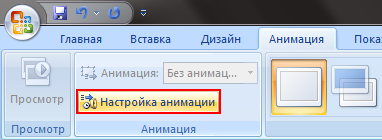 Главная Вставка Дизайн Анимация Пока
Просмотр Анимация: Без анимац...
Настройка анимации
Просмотр Анимация